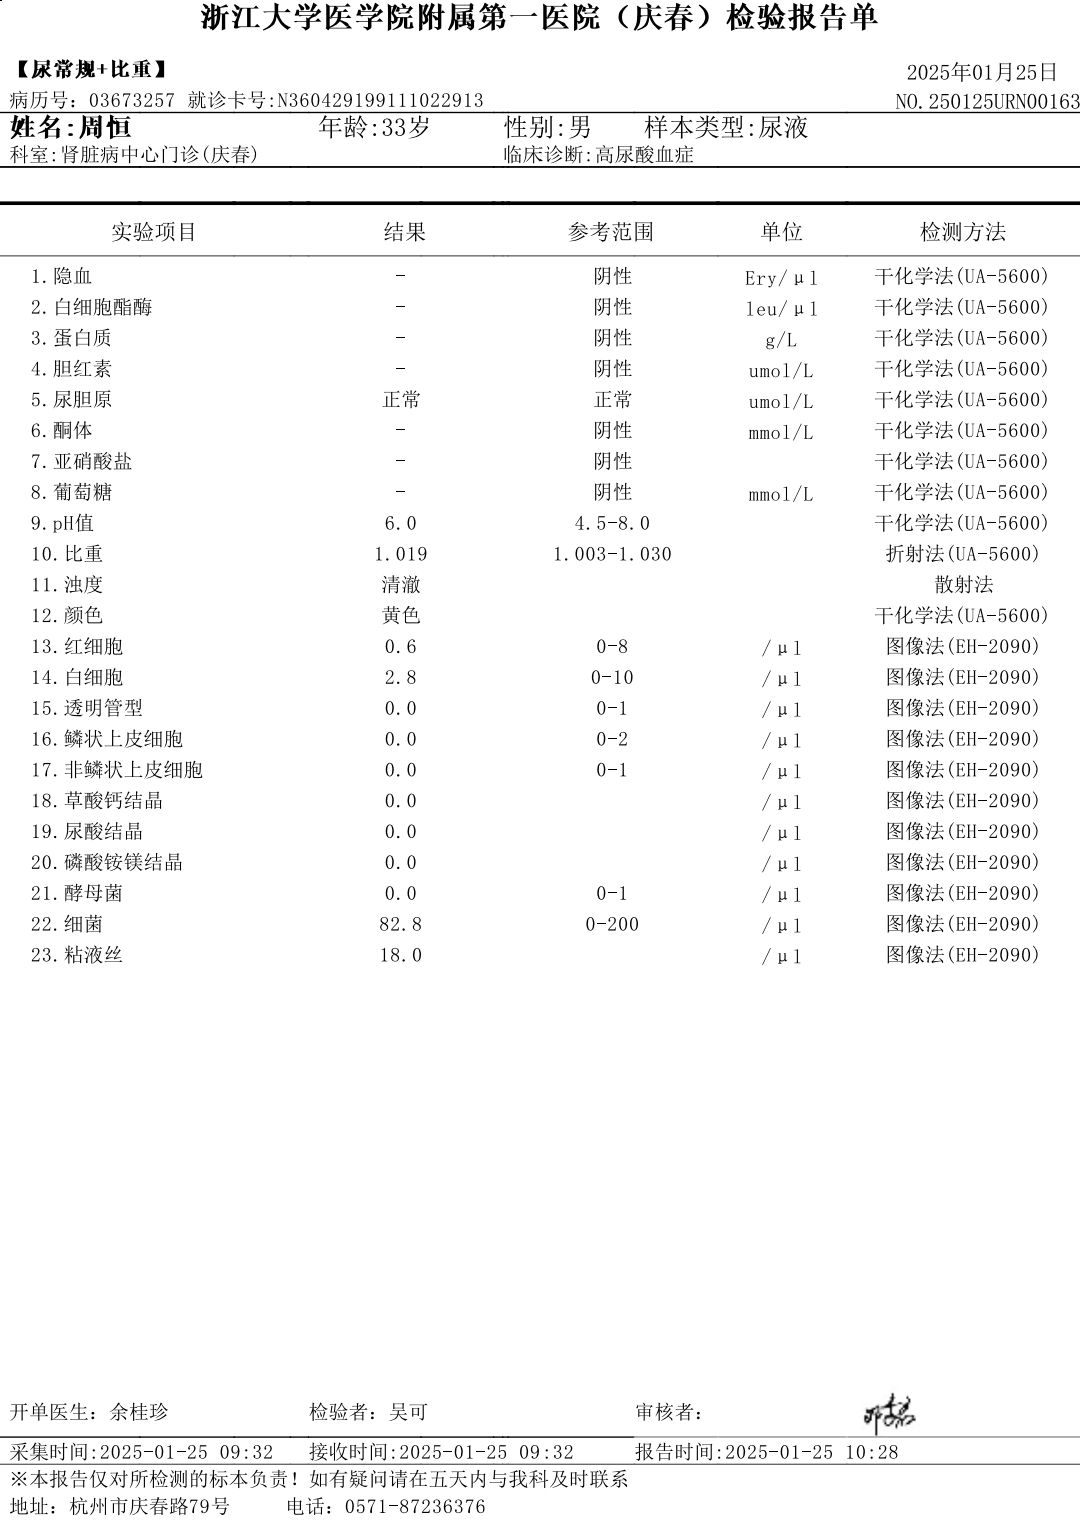 浙江大学医学院附属第一医院（庆春）检验报告单
【尿常规+比重】
2025年01月25日
病历号: 03673257 就诊卡号:N360429199111022913
NO.250125URN00163
姓名:周恒 年龄:33岁 性别:男 样本类型:尿液
科室:肾脏病中心门诊(庆春) 临床诊断:高尿酸血症
实验项目 结果 参考范围 单位 检测方法
1.隐血 - 阴性 Ery/μl 干化学法(UA-5600)
2.白细胞酯酶 - 阴性 leu/μl 干化学法(UA-5600)
3.蛋白质 - 阴性 g/L 干化学法(UA-5600)
4.胆红素 - 阴性 umol/L 干化学法(UA-5600)
5.尿胆原 正常 正常 umol/L 干化学法(UA-5600)
6.酮体 - 阴性 mmol/L 干化学法(UA-5600)
7.亚硝酸盐 - 阴性 干化学法(UA-5600)
8.葡萄糖 - 阴性 mmol/L 干化学法(UA-5600)
9.pH值 6.0 4.5-8.0 干化学法(UA-5600)
10.比重 1.019 1.003-1.030 折射法(UA-5600)
11.浊度 清澈 散射法
12.颜色 黄色 干化学法(UA-5600)
13.红细胞 0.6 0-8 /μl 图像法(EH-2090)
14.白细胞 2.8 0-10 /μl 图像法(EH-2090)
15.透明管型 0.0 0-1 /μl 图像法(EH-2090)
16.鳞状上皮细胞 0.0 0-2 /μl 图像法(EH-2090)
17.非鳞状上皮细胞 0.0 0-1 /μl 图像法(EH-2090)
18.草酸钙结晶 0.0 /μl 图像法(EH-2090)
19.尿酸结晶 0.0 /μl 图像法(EH-2090)
20.磷酸铵镁结晶 0.0 /μl 图像法(EH-2090)
21.酵母菌 0.0 0-1 /μl 图像法(EH-2090)
22.细菌 82.8 0-200 /μl 图像法(EH-2090)
23.粘液丝 18.0 /μl 图像法(EH-2090)
开单医生: 余桂珍 检验者: 吴可 审核者:
采集时间:2025-01-25 09:32 接收时间:2025-01-25 09:32 报告时间:2025-01-25 10:28
※本报告仅对所检测的标本负责！如有疑问请在五天内与我科及时联系
地址: 杭州市庆春路79号 电话: 0571-87236376